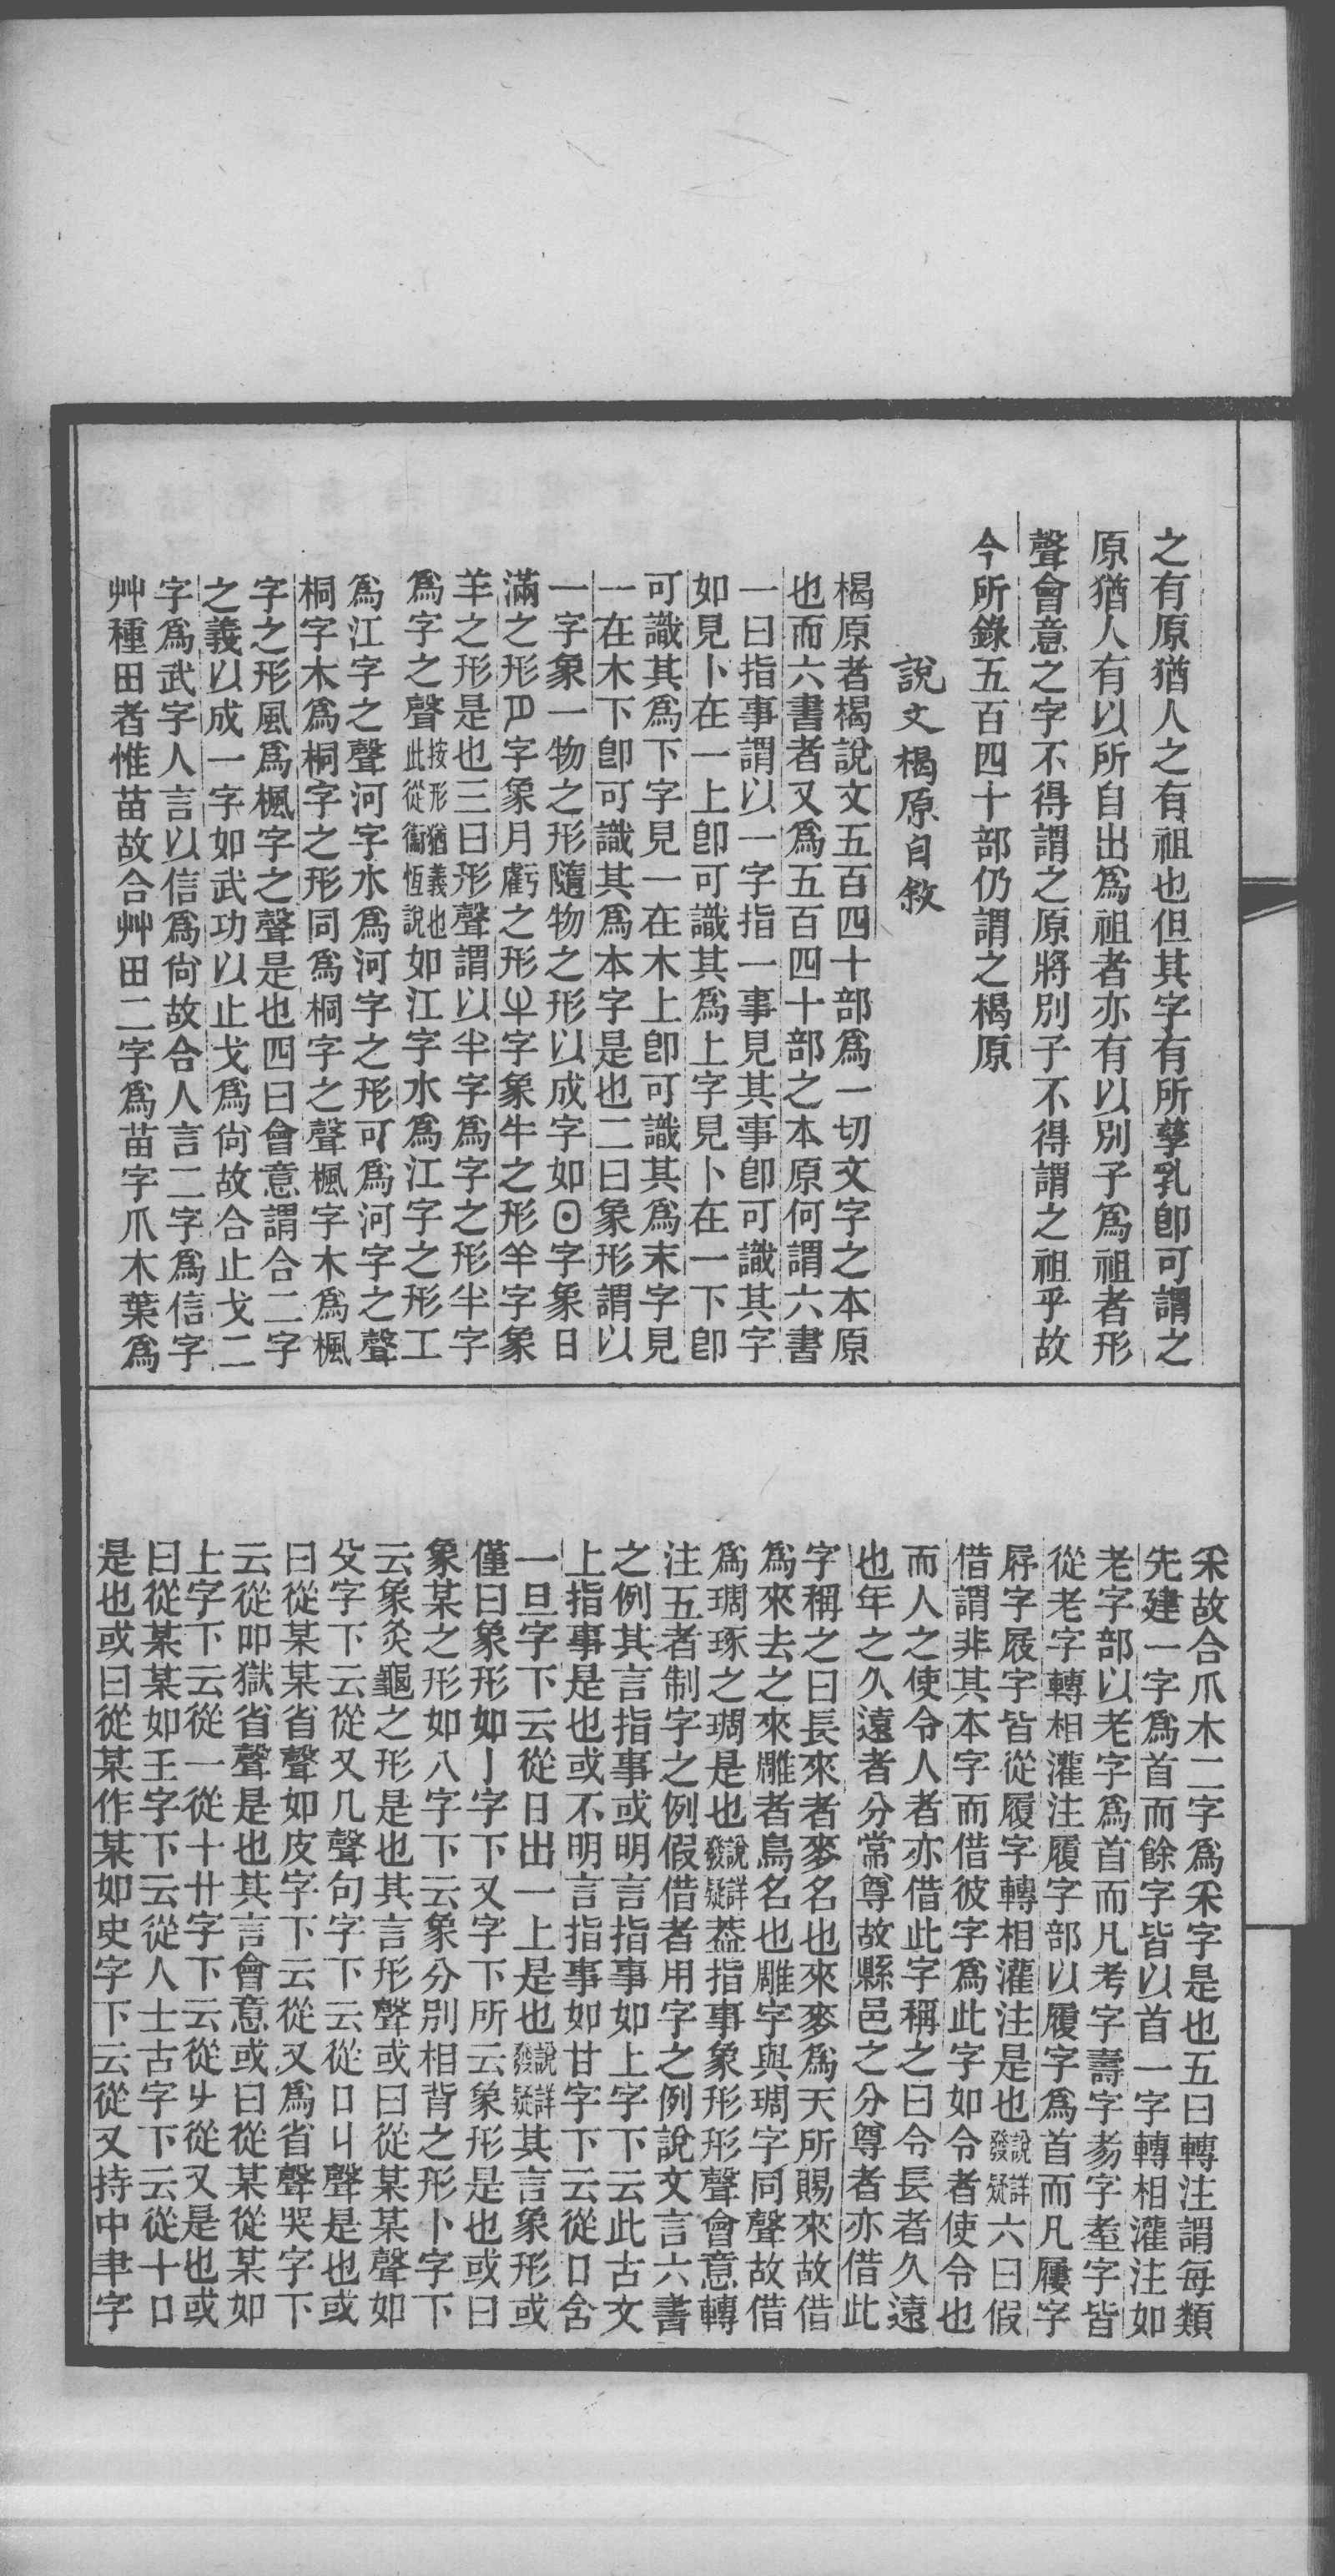 之有原猶人之有祖也但其字有所孳乳卽可謂之
原猶人有以所自出爲祖者亦有以別子爲祖者形
聲會意之字不得謂之原將別子不得謂之祖乎故
今所錄五百四十部仍謂之楬原
說文楬原自敘
楬原者楬說文五百四十部爲一切文字之本原
也而六書者又爲五百四十部之本原何謂六書
一曰指事謂以一字指一事見其事卽可識其字
如見卜在一上卽可識其爲上字見卜在一下卽
可識其爲下字見一在木上卽可識其爲末字見
一在木下卽可識其爲本字是也二曰象形謂以
一字象一物之形隨物之形以成字如日字象日
滿之形字象月虧之形字象牛之形羊字象
羊之形是也三曰形聲謂以半字爲字之形半字
爲字之聲按形猶義也此從衞恆說如江字水爲江字之形工
爲江字之聲河字水爲河字之形可爲河字之聲
桐字木爲桐字之形同爲桐字之聲楓字木爲楓
字之形風爲楓字之聲是也四曰會意謂合二字
之義以成一字如武功以止戈爲尙故合止戈二
字爲武字人言以信爲尙故合人言二字爲信字
艸種田者惟苗故合艸田二字爲苗字爪木葉爲
采故合爪木二字爲采字是也五曰轉注謂每類
先建一字爲首而餘字皆以首一字轉相灌注如
老字部以老字爲首而凡考字壽字耇字耋字皆
從老字轉相灌注履字部以履字爲首而凡屨字
屛字屐字皆從履字轉相灌注是也說詳發疑六曰假
借謂非其本字而借彼字爲此字如令者使令也
而人之使令人者亦借此字稱之曰令長者久遠
也年之久遠者分常尊故縣邑之分尊者亦借此
字稱之曰長來者麥名也來麥爲天所賜來故借
爲來去之來雕者鳥名也雕字與琱字同聲故借
爲琱琢之琱是也說詳發疑葢指事象形形聲會意轉
注五者制字之例假借者用字之例說文言六書
之例其言指事或明言指事如上字下云此古文
上指事是也或不明言指事如甘字下云從口含
一旦字下云從日出一上是也說詳發疑其言象形或
僅曰象形如亅字下又字下所云象形是也或曰
象某之形如八字下云象分別相背之形卜字下
云象灸龜之形是也其言形聲或曰從某某聲如
殳字下云從又几聲句字下云從口丩聲是也或
曰從某某省聲如皮字下云從又爲省聲哭字下
云從吅獄省聲是也其言會意或曰從某從某如
上字下云從一從十廾字下云從𠂇從又是也或
曰從某某如王字下云從人士古字下云從十口
是也或曰從某作某如史字下云從又持中聿字